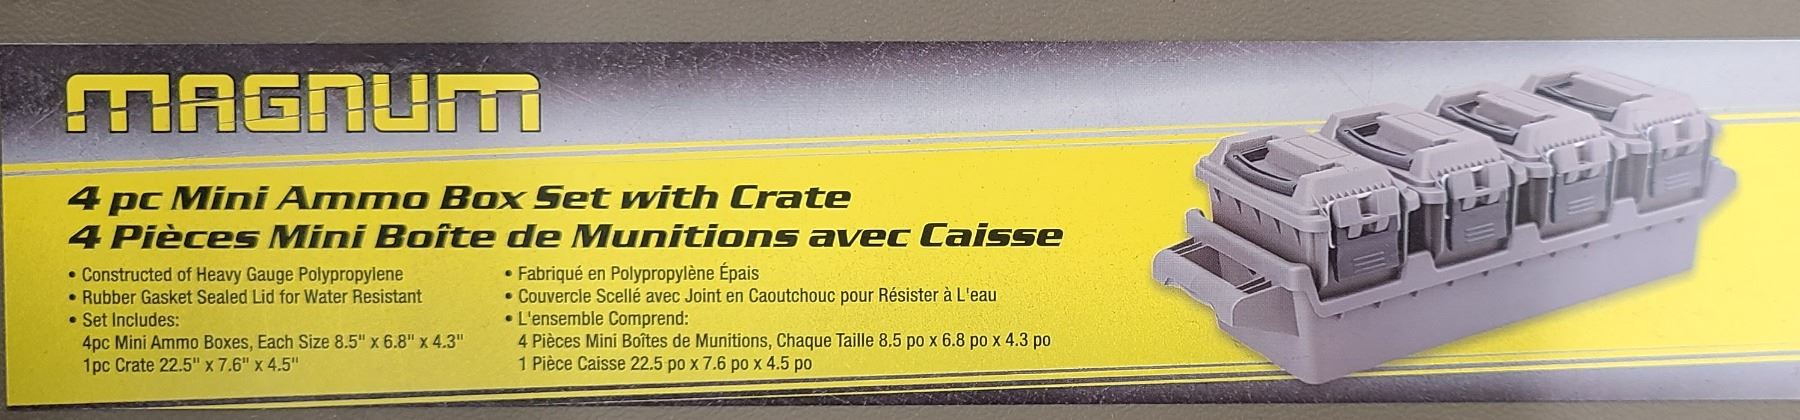 MAGNUM
4 pc Mini Ammo Box Set with Crate
4 Pièces Mini Boîte de Munitions avec Caisse
• Constructed of Heavy Gauge Polypropylene
• Rubber Gasket Sealed Lid for Water Resistant
• Set Includes:
4pc Mini Ammo Boxes, Each Size 8.5" x 6.8" x 4.3"
1pc Crate 22.5" x 7.6" x 4.5"
• Fabriqué en Polypropylène Épais
• Couvercle Scellé avec Joint en Caoutchouc pour Résister à L'eau
• L'ensemble Comprend:
4 Pièces Mini Boîtes de Munitions, Chaque Taille 8.5 po x 6.8 po x 4.3 po
1 Pièce Caisse 22.5 po x 7.6 po x 4.5 po